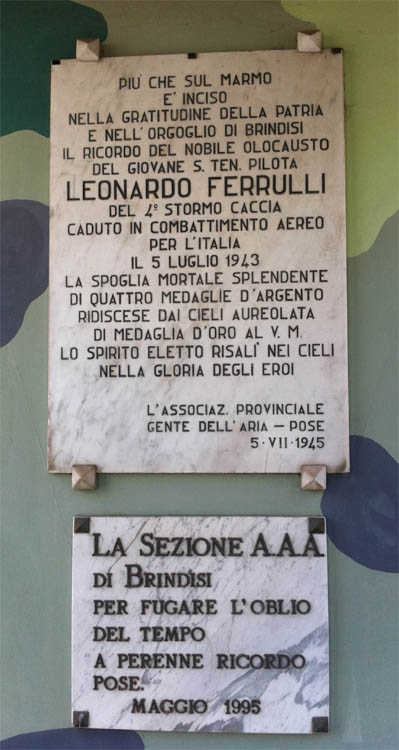 PIU' CHE SUL MARMO
E' INCISO
NELLA GRATITUDINE DELLA PATRIA
E NELL'ORGOGLIO DI BRINDISI
IL RICORDO DEL NOBILE OLOCAUSTO
DEL GIOVANE S. TEN. PILOTA
LEONARDO FERRULLI
DEL 4º STORMO CACCIA
CADUTO IN COMBATTIMENTO AEREO
PER L'ITALIA
IL 5 LUGLIO 1943
LA SPOGLIA MORTALE SPLENDENTE
DI QUATTRO MEDAGLIE D'ARGENTO
RIDISCESE DAI CIELI AUREOLATA
DI MEDAGLIA D'ORO AL V. M.
LO SPIRITO ELETTO RISALI' NEI CIELI
NELLA GLORIA DEGLI EROI
L'ASSOCIAZ. PROVINCIALE
GENTE DELL'ARIA – POSE
5·VII·1945
LA SEZIONE A.A.A
DI BRINDISI
PER FUGARE L'OBLIO
DEL TEMPO
A PERENNE RICORDO
POSE.
MAGGIO 1995